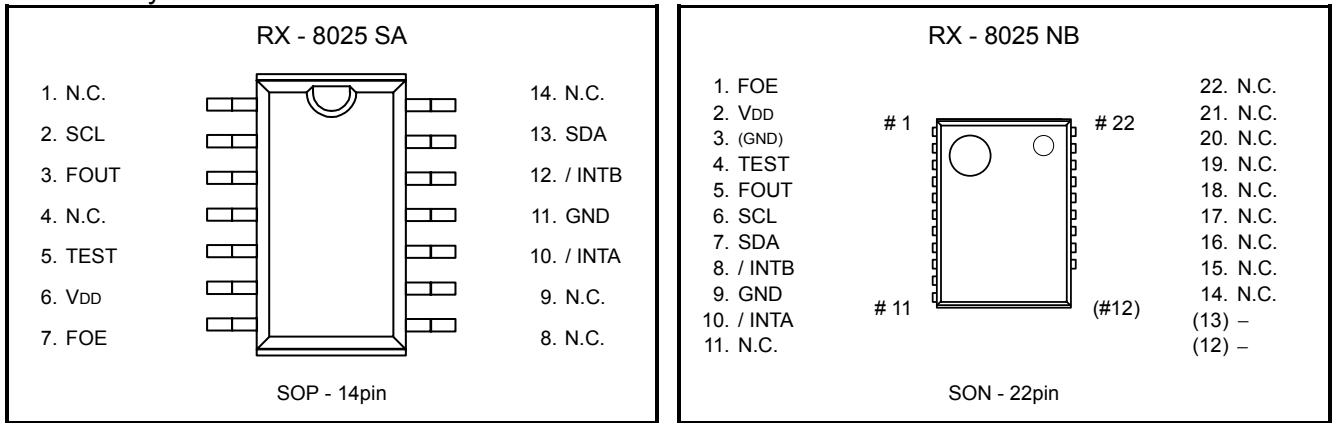 RX - 8025 SA
1. N.C.
2. SCL
3. FOUT
4. N.C.
5. TEST
6. VDD
7. FOE
14. N.C.
13. SDA
12. / INTB
11. GND
10. / INTA
9. N.C.
8. N.C.
SOP - 14pin
RX - 8025 NB
1. FOE
2. VDD
3. (GND)
4. TEST
5. FOUT
6. SCL
7. SDA
8. / INTB
9. GND
10. / INTA
11. N.C.
# 1
# 22
# 11
(#12)
22. N.C.
21. N.C.
20. N.C.
19. N.C.
18. N.C.
17. N.C.
16. N.C.
15. N.C.
14. N.C.
(13) –
(12) –
SON - 22pin